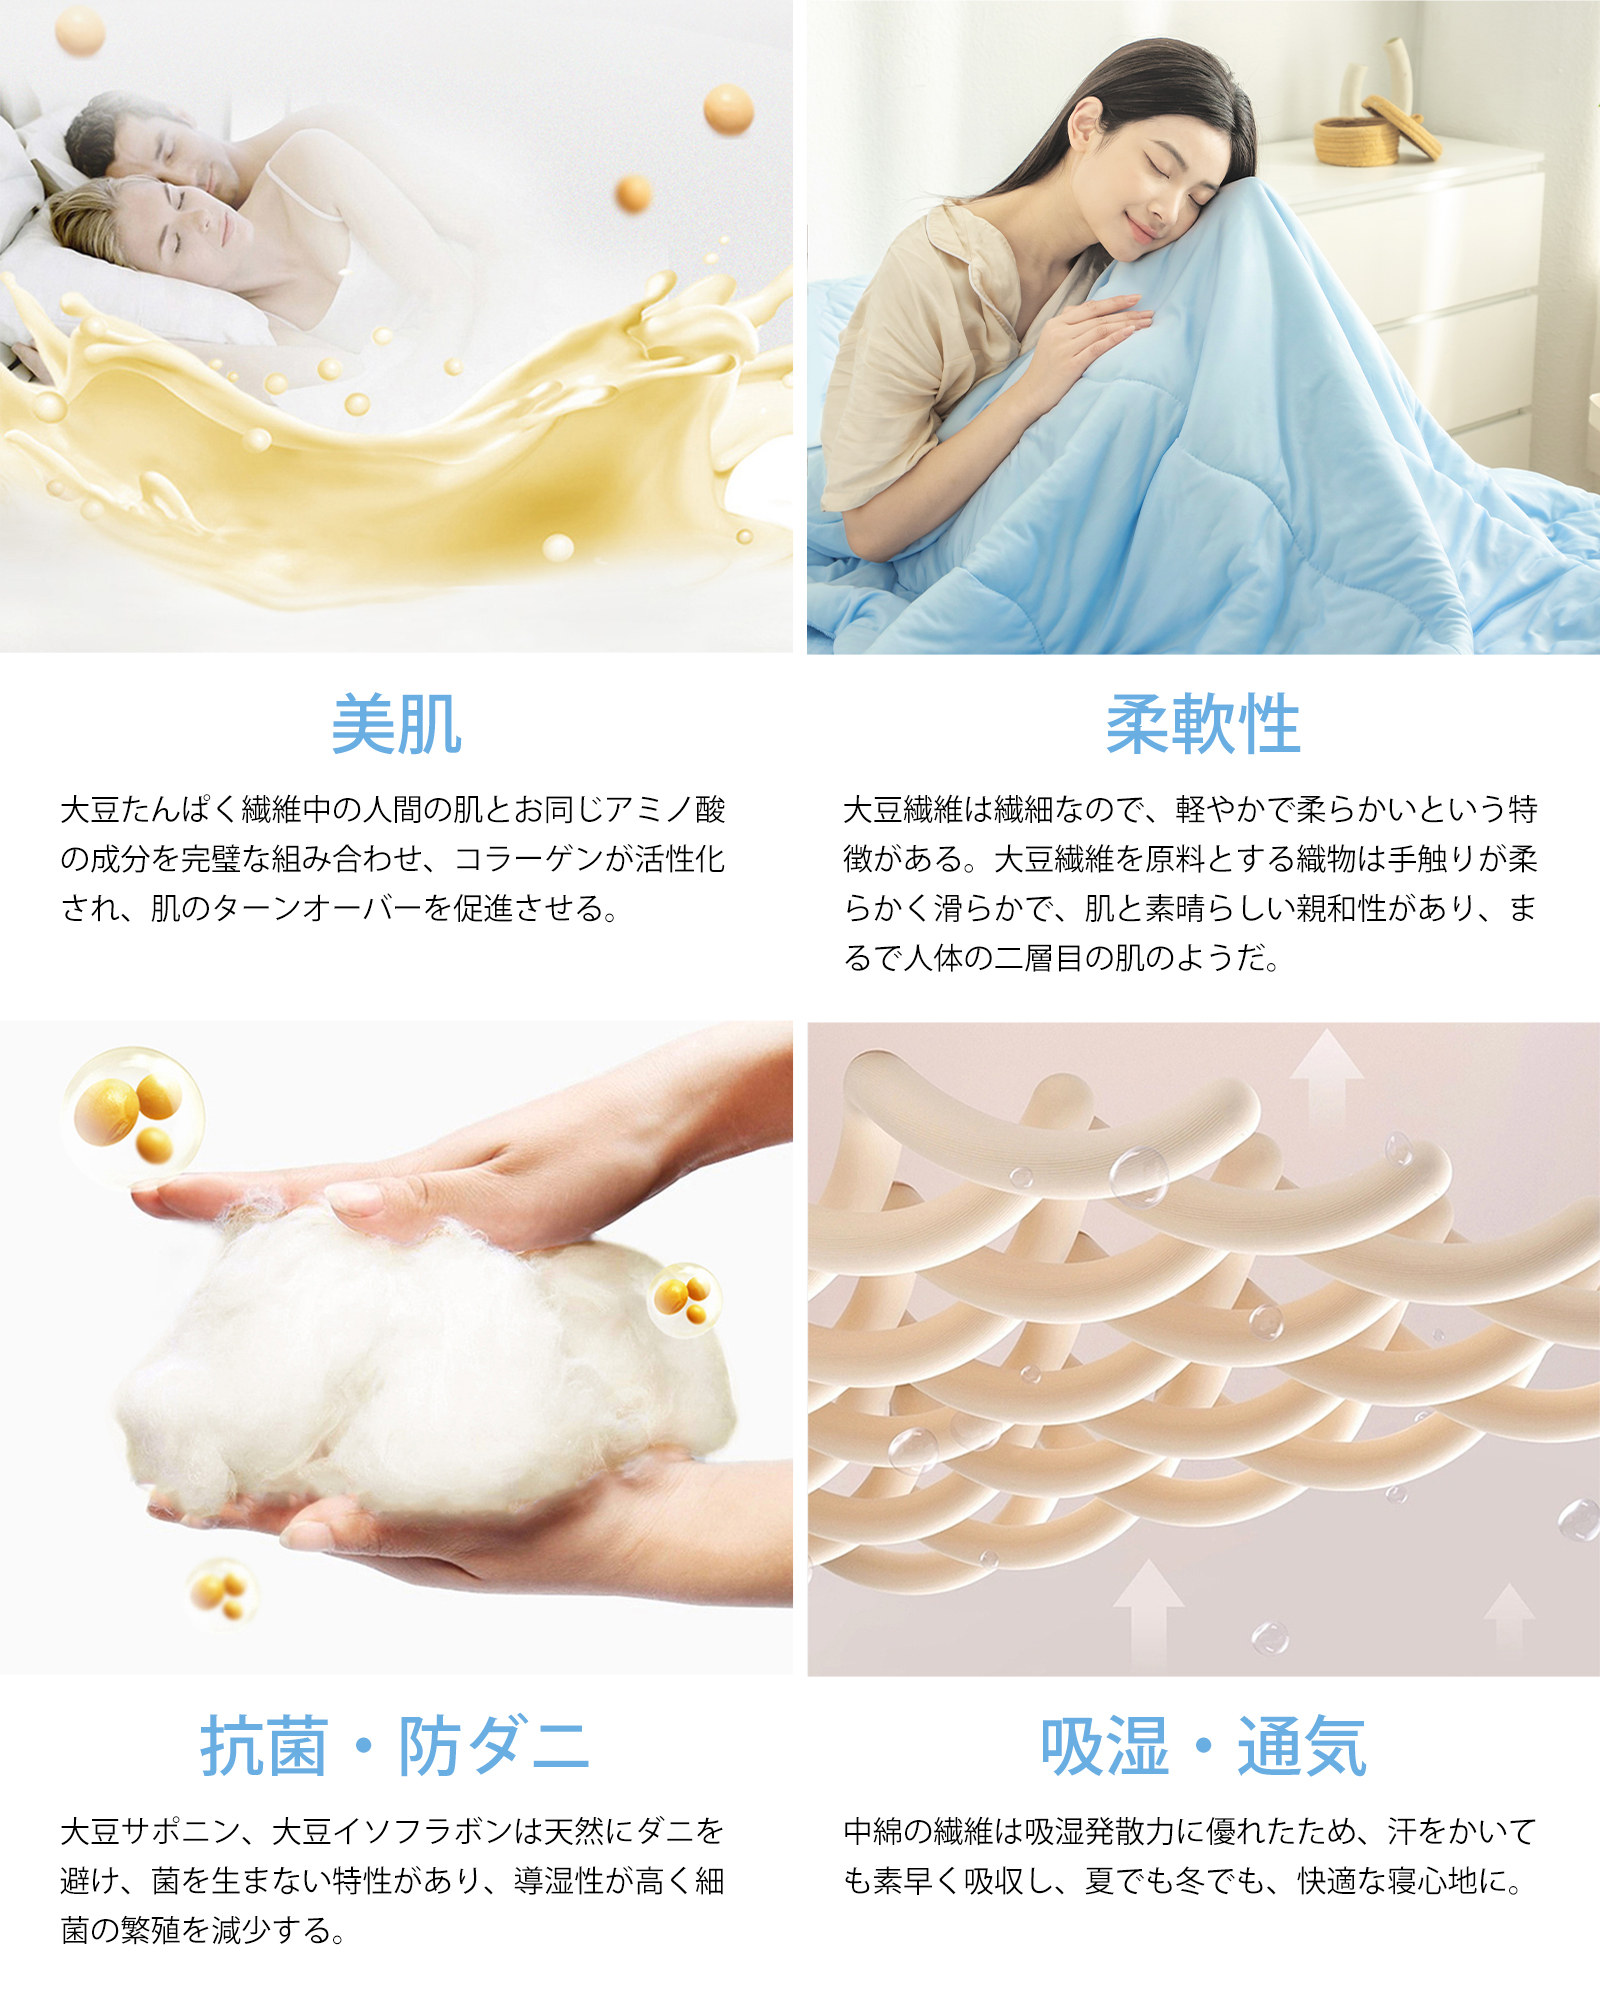 美肌
大豆たんぱく繊維中の人間の肌とお同じアミノ酸
の成分を完璧な組み合わせ、コラーゲンが活性化
され、肌のターンオーバーを促進させる。
柔軟性
大豆繊維は繊細なので、軽やかで柔らかいという特
徴がある。大豆繊維を原料とする織物は手触りが柔
らかく滑らかで、肌と素晴らしい親和性があり、ま
るで人体の二層目の肌のようだ。
抗菌・防ダニ
大豆サポニン、大豆イソフラボンは天然にダニを
避け、菌を生まない特性があり、導湿性が高く細
菌の繁殖を減少する。
吸湿・通気
中綿の繊維は吸湿発散力に優れたため、汗をかいて
も素早く吸収し、夏でも冬でも、快適な寝心地に。